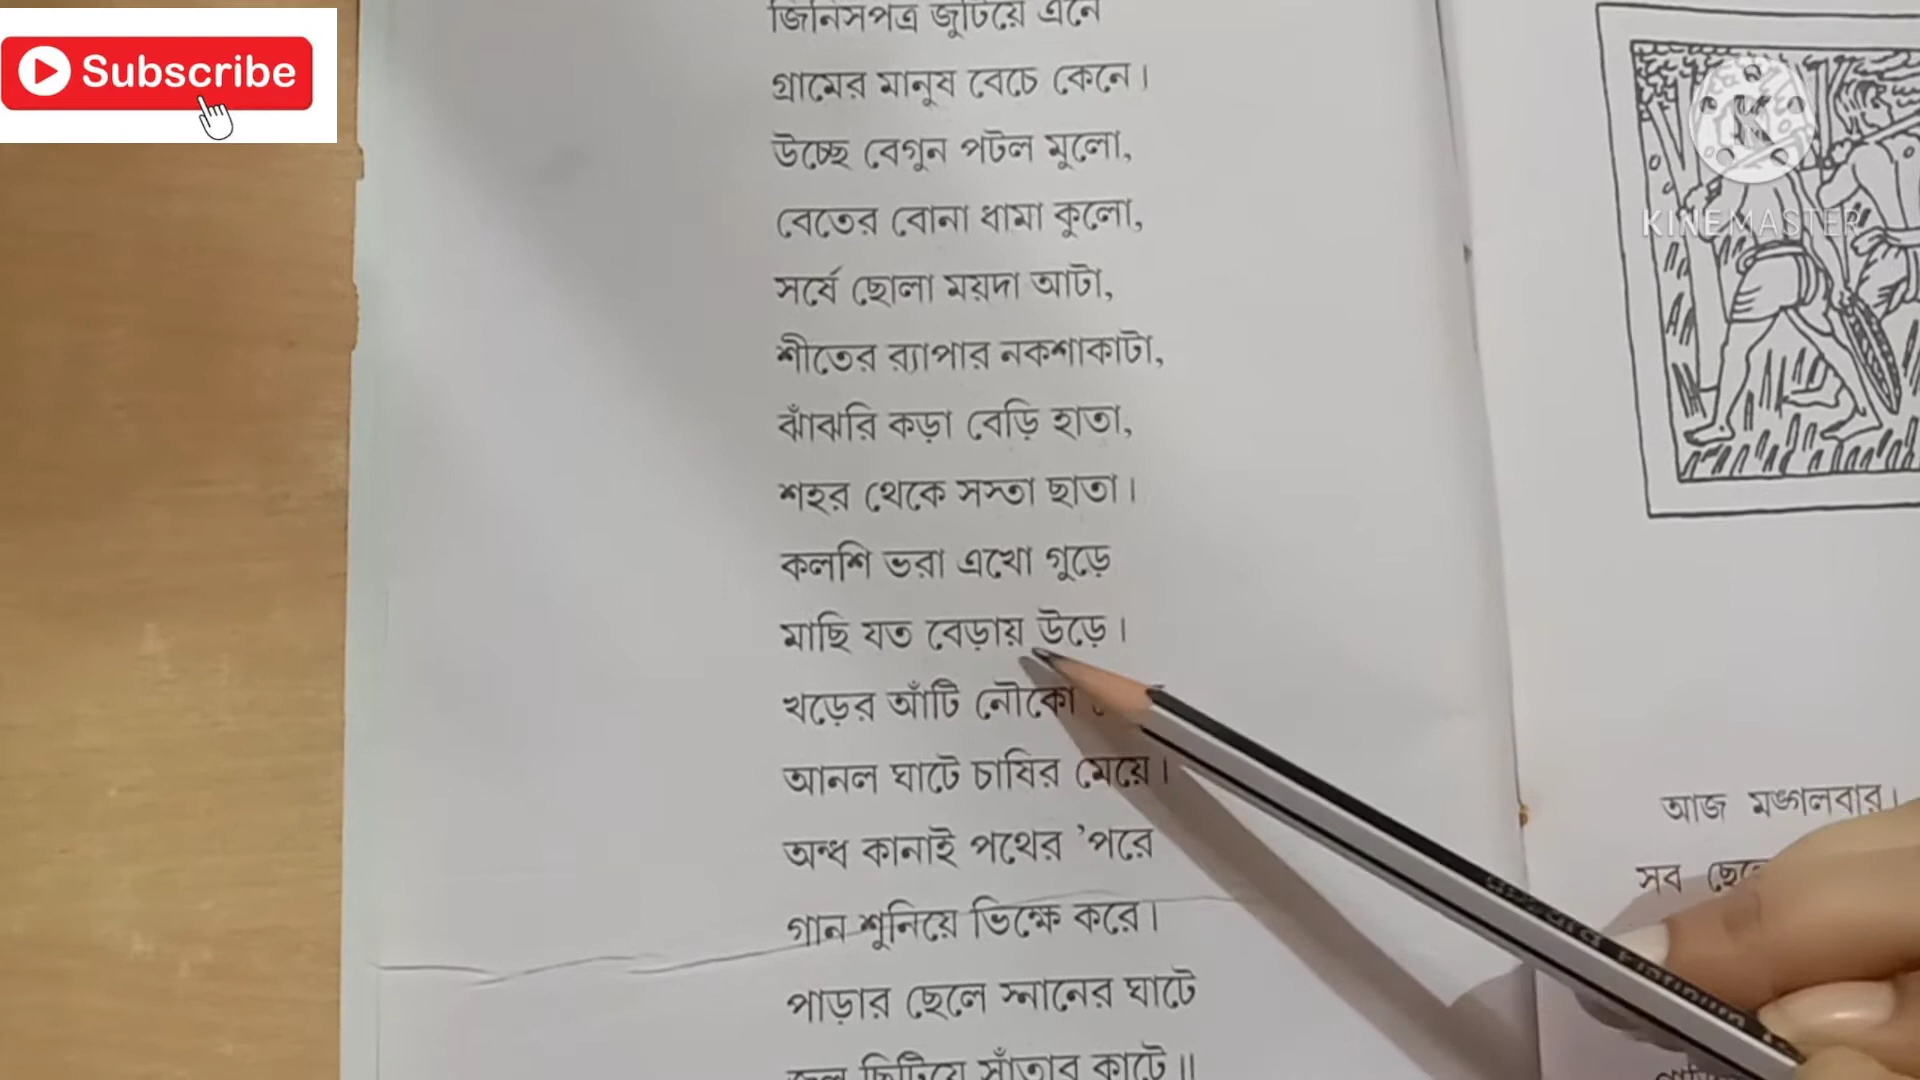 Subscribe
জিনিসপত্র জুটিয়ে এনে
গ্রামের মানুষ বেচে কেনে।
উচ্ছে বেগুন পটল মুলো,
বেতের বোনা ধামা কুলো,
সর্ষে ছোলা ময়দা আটা,
শীতের র‍্যাপার নকশাকাটা,
ঝাঁঝরি কড়া বেড়ি হাতা,
শহর থেকে সস্তা ছাতা।
কলশি ভরা এখো গুড়ে
মাছি যত বেড়ায় উড়ে।
খড়ের আঁটি নৌকো
আনল ঘাটে চাষির মেয়ে।
অন্ধ কানাই পথের 'পরে
গান শুনিয়ে ভিক্ষে করে।
পাড়ার ছেলে স্নানের ঘাটে
জল ছিটিয়ে সাঁতার কাটে॥
KINEMASTER
আজ মঙ্গলবার।
সব